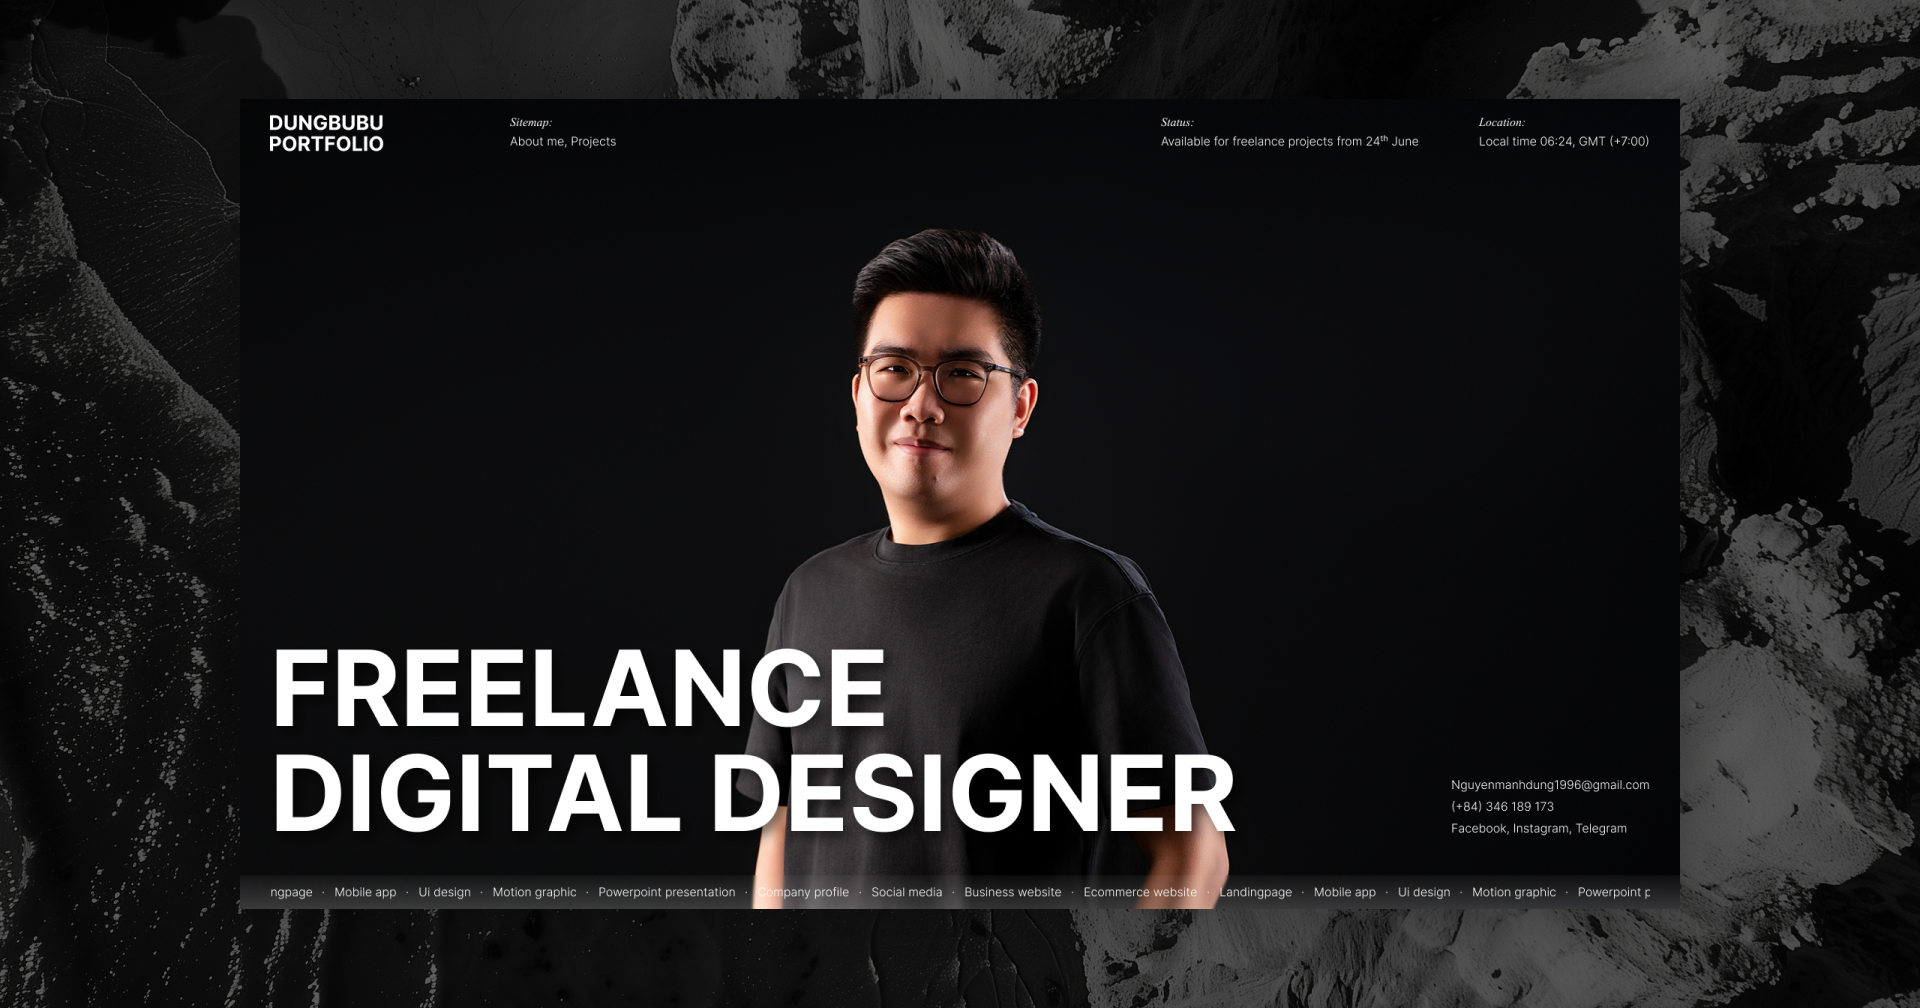 DUNGBUBU
PORTFOLIO
Sitemap:
About me, Projects
Status:
Available for freelance projects from 24th June
Location:
Local time 06:24, GMT (+7:00)
FREELANCE
DIGITAL DESIGNER
Nguyenmanhdung1996@gmail.com
(+84) 346 189 173
Facebook, Instagram, Telegram
ngpage · Mobile app · Ui design · Motion graphic · Powerpoint presentation · Company profile · Social media · Business website · Ecommerce website · Landingpage · Mobile app · Ui design · Motion graphic · Powerpoint p